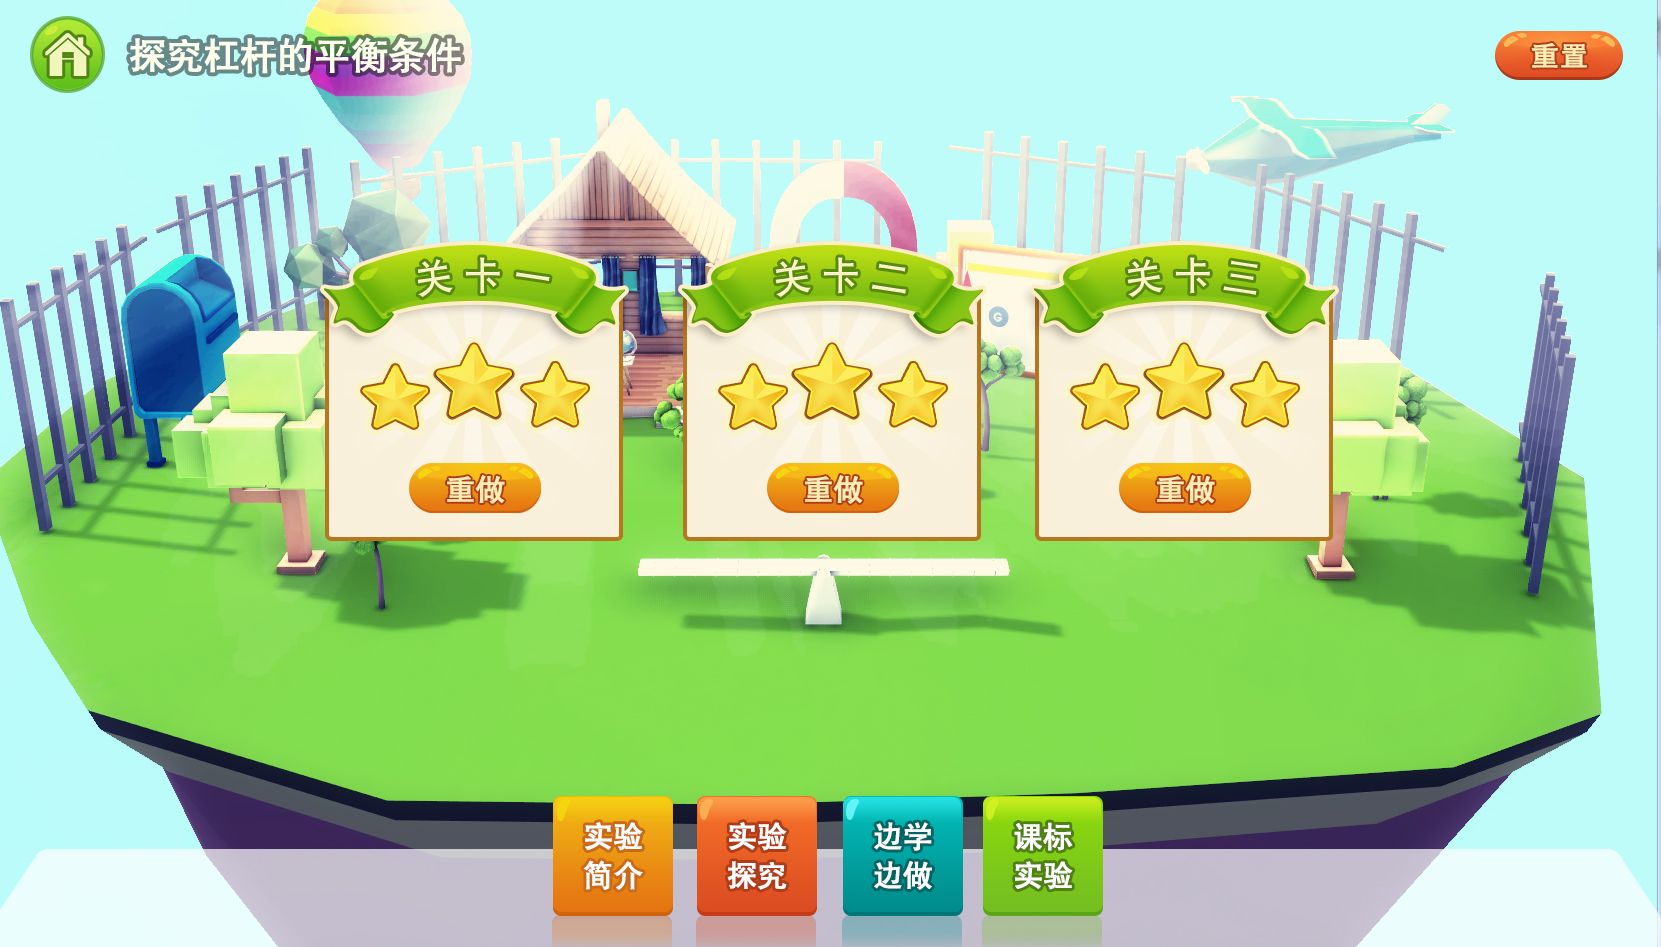 探究杠杆的平衡条件
重置
关卡一
关卡二
关卡三
G
重做
重做
重做
实验
简介
实验
探究
边学
边做
课标
实验